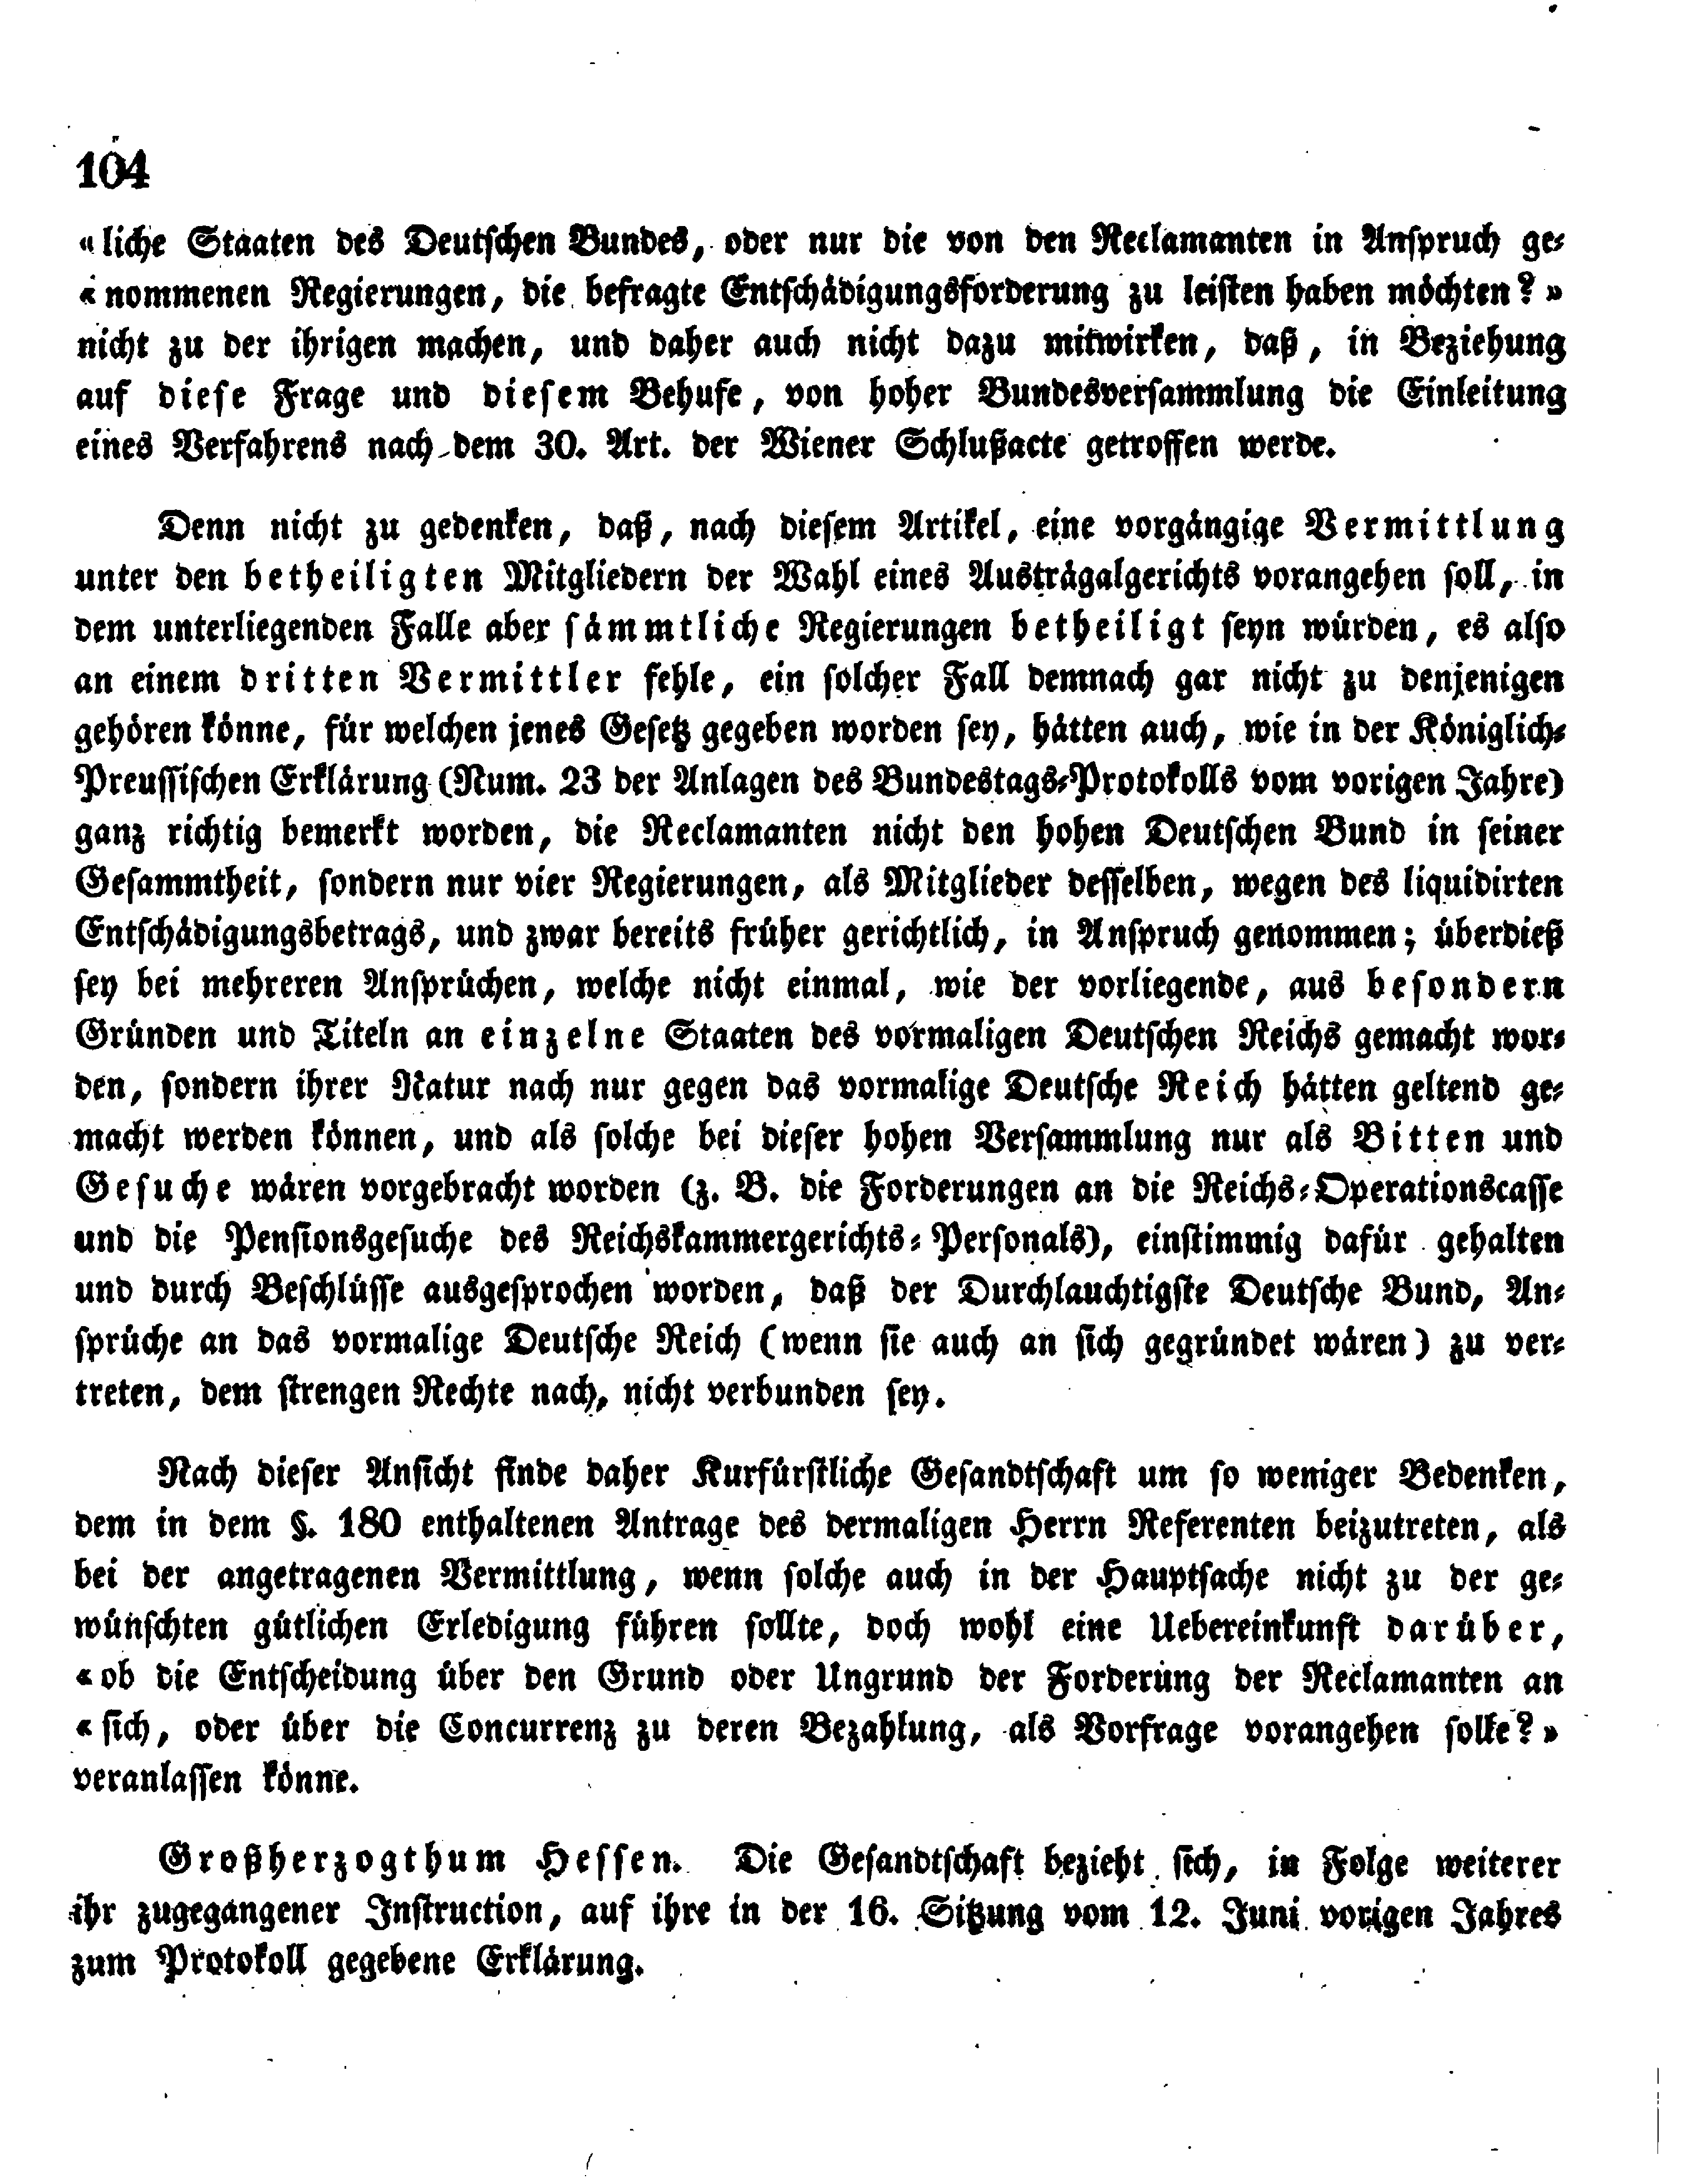 104
«liche Staaten des Deutschen Bundes, oder nur die von den Reclamanten in Anspruch ge-
«nommenen Regierungen, die befragte Entschädigungsforderung zu leisten haben möchten?»
nicht zu der ihrigen machen, und daher auch nicht dazu mitwirken, daß, in Beziehung
auf diese Frage und diesem Behufe, von hoher Bundesversammlung die Einleitung
eines Verfahrens nach dem 30. Art. der Wiener Schlußacte getroffen werde.
Denn nicht zu gedenken, daß, nach diesem Artikel, eine vorgängige Vermittlung
unter den betheiligten Mitgliedern der Wahl eines Austrägalgerichts vorangehen soll, in
dem unterliegenden Falle aber sämmtliche Regierungen betheiligt seyn würden, es also
an einem dritten Vermittler fehle, ein solcher Fall demnach gar nicht zu denjenigen
gehören könne, für welchen jenes Gesetz gegeben worden sey, hätten auch, wie in der Königlich-
Preussischen Erklärung (Num. 23 der Anlagen des Bundestags-Protokolls vom vorigen Jahre)
ganz richtig bemerkt worden, die Reclamanten nicht den hohen Deutschen Bund in seiner
Gesammtheit, sondern nur vier Regierungen, als Mitglieder desselben, wegen des liquidirten
Entschädigungsbetrags, und zwar bereits früher gerichtlich, in Anspruch genommen; überdieß
sey bei mehreren Ansprüchen, welche nicht einmal, wie der vorliegende, aus besondern
Gründen und Titeln an einzelne Staaten des vormaligen Deutschen Reichs gemacht wor-
den, sondern ihrer Natur nach nur gegen das vormalige Deutsche Reich hätten geltend ge-
macht werden können, und als solche bei dieser hohen Versammlung nur als Bitten und
Gesuche wären vorgebracht worden (z. B. die Forderungen an die Reichs-Operationscasse
und die Pensionsgesuche des Reichskammergerichts-Personals), einstimmig dafür gehalten
und durch Beschlüsse ausgesprochen worden, daß der Durchlauchtigste Deutsche Bund, An-
sprüche an das vormalige Deutsche Reich (wenn sie auch an sich gegründet wären) zu ver-
treten, dem strengen Rechte nach, nicht verbunden sey.
Nach dieser Ansicht finde daher Kurfürstliche Gesandtschaft um so weniger Bedenken,
dem in dem §. 180 enthaltenen Antrage des dermaligen Herrn Referenten beizutreten, als
bei der angetragenen Vermittlung, wenn solche auch in der Hauptsache nicht zu der ge-
wünschten gütlichen Erledigung führen sollte, doch wohl eine Uebereinkunft darüber,
«ob die Entscheidung über den Grund oder Ungrund der Forderung der Reclamanten an
«sich, oder über die Concurrenz zu deren Bezahlung, als Vorfrage vorangehen solle?»
veranlassen könne.
Großherzogthum Hessen. Die Gesandtschaft bezieht sich, in Folge weiterer
ihr zugegangener Instruction, auf ihre in der 16. Sitzung vom 12. Juni vorigen Jahres
zum Protokoll gegebene Erklärung.